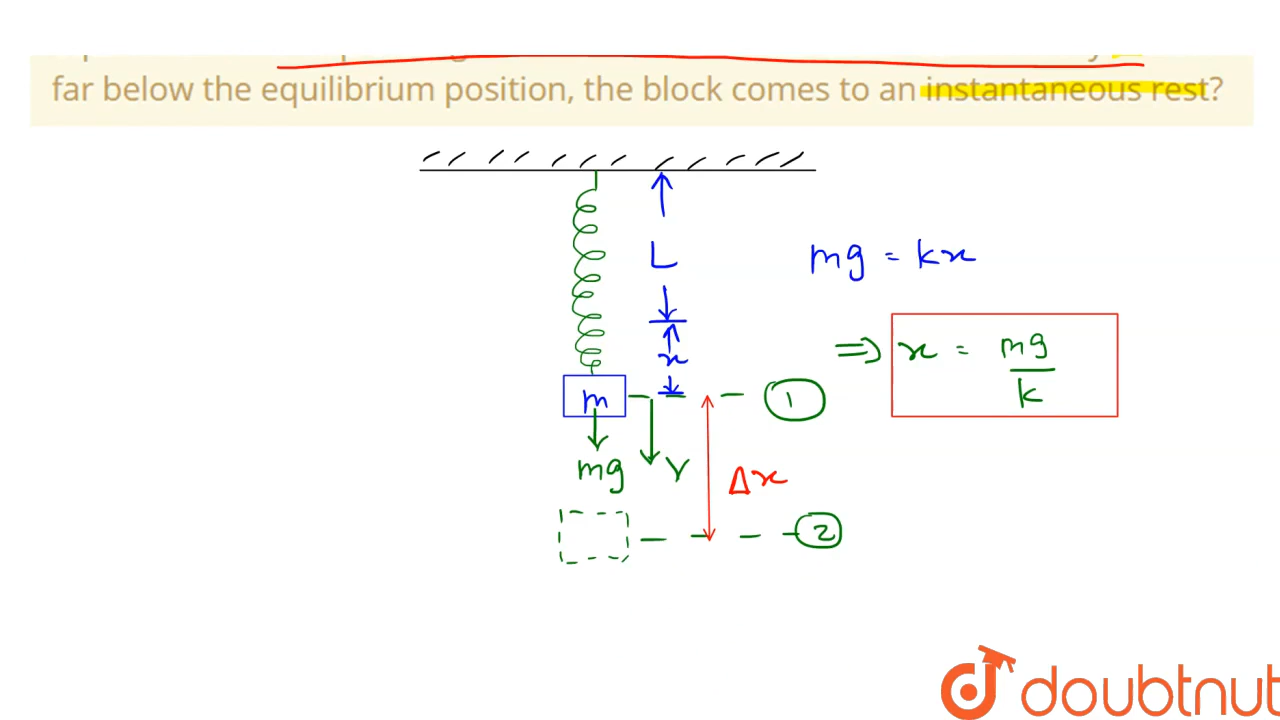 far below the equilibrium position, the block comes to an instantaneous rest?
L
mg = kx
x
⇒ x = mg/k
m
1
mg
v
Δx
2
doubtnut